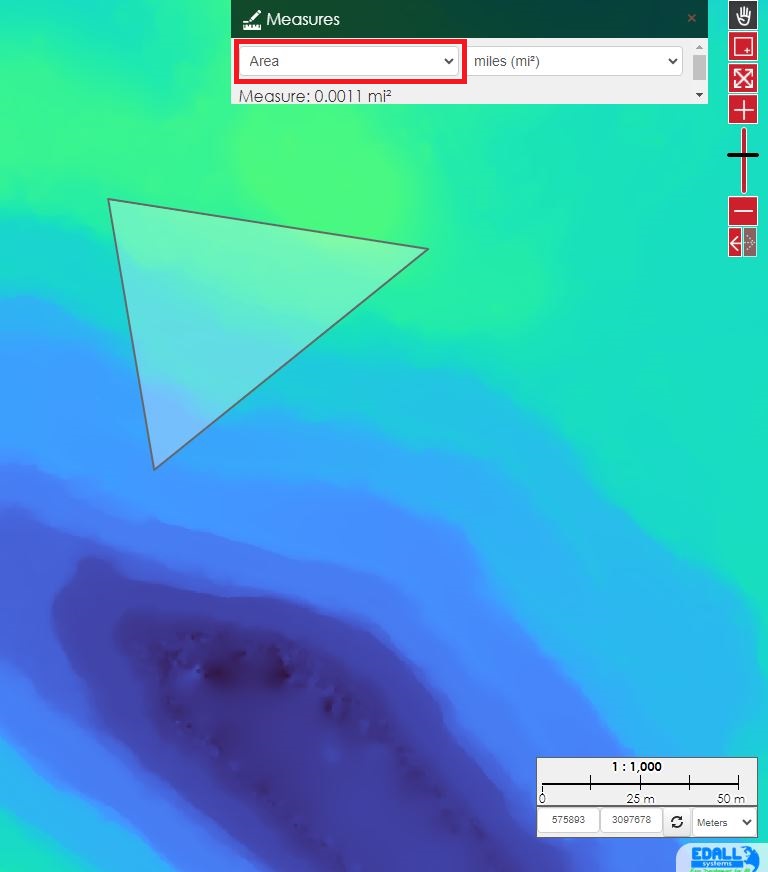 Measures
Area miles (mi²)
Measure: 0.0011 mi²
1 : 1,000
0 25 m 50 m
575893 3097678 Meters
EDALL
systems